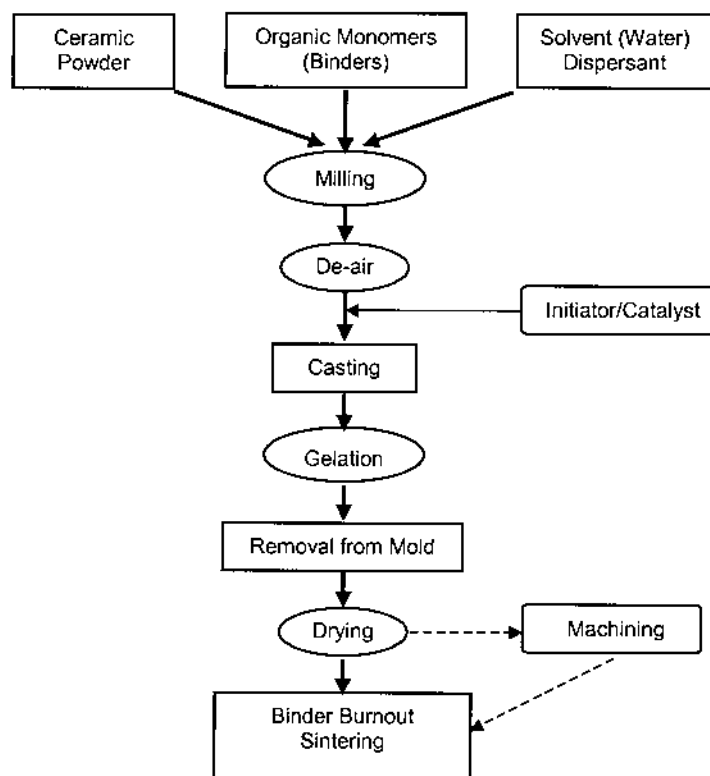 Ceramic
Powder
Organic Monomers
(Binders)
Solvent (Water)
Dispersant
Milling
De-air
Initiator/Catalyst
Casting
Gelation
Removal from Mold
Drying
Machining
Binder Burnout
Sintering